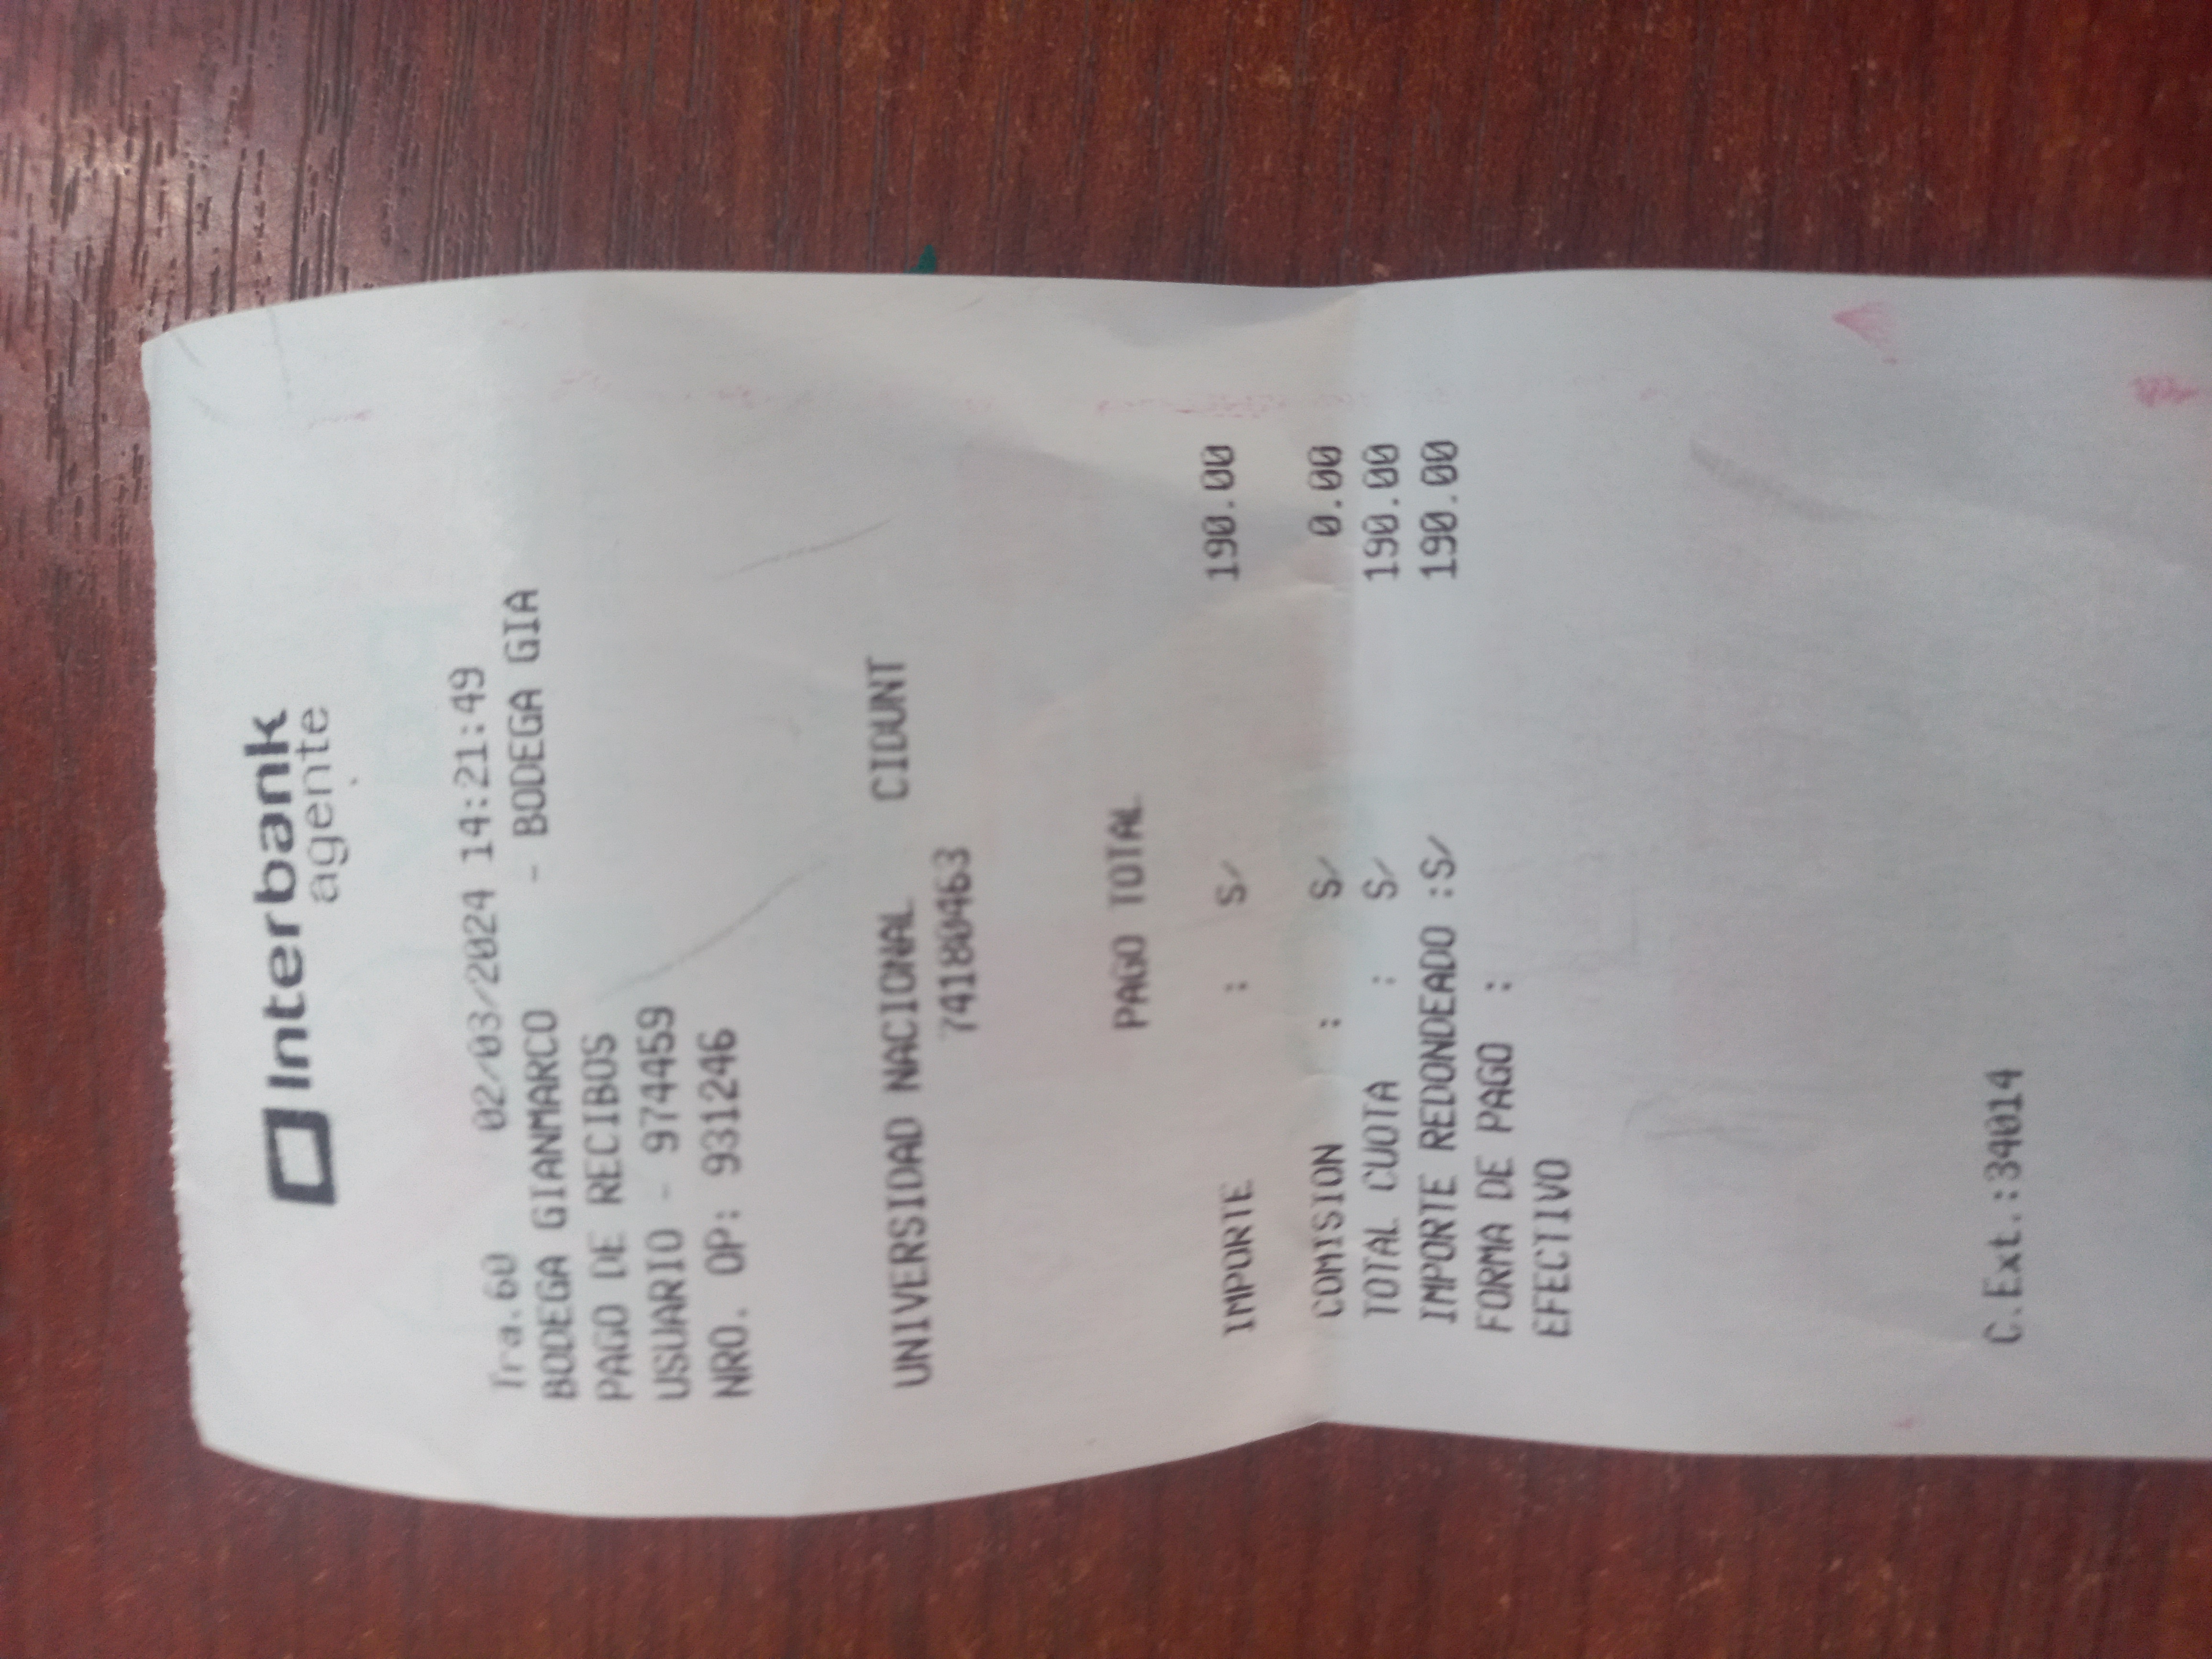 Interbank
agente
Tra.60 02/03/2024 14:21:49
BODEGA GIANMARCO - BODEGA GIA
PAGO DE RECIBOS
USUARIO - 974459
NRO. OP: 931246
UNIVERSIDAD NACIONAL CIDUNT
74180463
PAGO TOTAL
IMPORTE : S/ 190.00
COMISION : S/ 0.00
TOTAL CUOTA : S/ 190.00
IMPORTE REDONDEADO :S/ 190.00
FORMA DE PAGO :
EFECTIVO
C.Ext.:34014